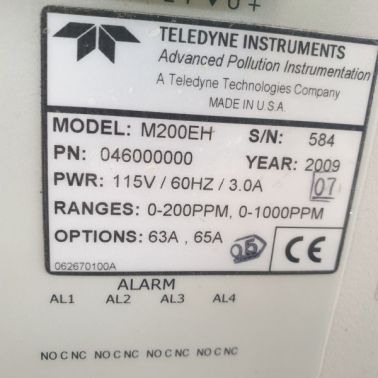 TELEDYNE INSTRUMENTS
Advanced Pollution Instrumentation
A Teledyne Technologies Company
MADE IN U.S.A
MODEL: M200EH S/N: 584
PN: 046000000 YEAR: 2009
PWR: 115V / 60HZ / 3.0A 07
RANGES: 0-200PPM, 0-1000PPM
OPTIONS: 63A , 65A CE
062670100A
ALARM
AL1 AL2 AL3 AL4
NO C NC NO C NC NO C NC NO C NC